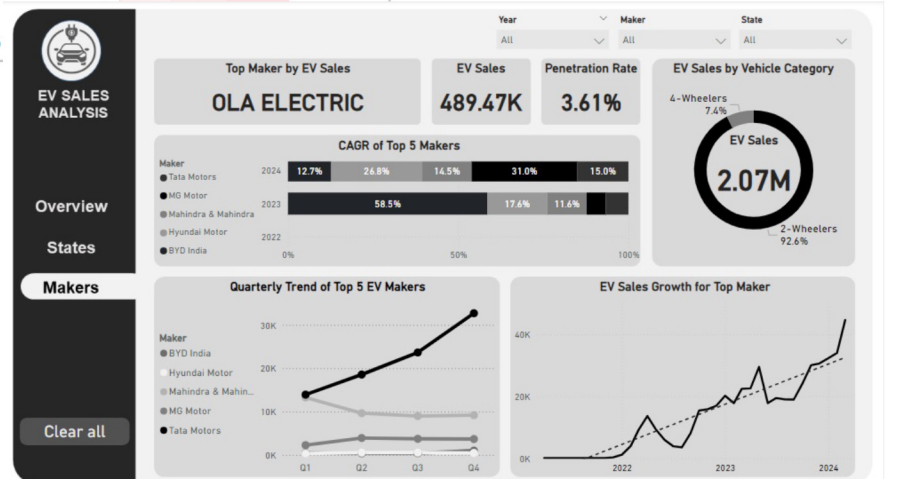 Year
Maker
State
All
All
All
EV SALES
ANALYSIS
Overview
States
Makers
Clear all
Top Maker by EV Sales
OLA ELECTRIC
EV Sales
489.47K
Penetration Rate
3.61%
EV Sales by Vehicle Category
4-Wheelers
7.4%
EV Sales
2.07M
2-Wheelers
92.6%
CAGR of Top 5 Makers
Maker
Tata Motors
MG Motor
Mahindra & Mahindra
Hyundai Motor
BYD India
2024
12.7%
26.8%
14.5%
31.0%
15.0%
2023
58.5%
17.6%
11.6%
2022
0%
50%
100%
Quarterly Trend of Top 5 EV Makers
Maker
BYD India
Hyundai Motor
Mahindra & Mahin...
MG Motor
Tata Motors
30K
20K
10K
0K
Q1
Q2
Q3
Q4
EV Sales Growth for Top Maker
40K
20K
0K
2022
2023
2024